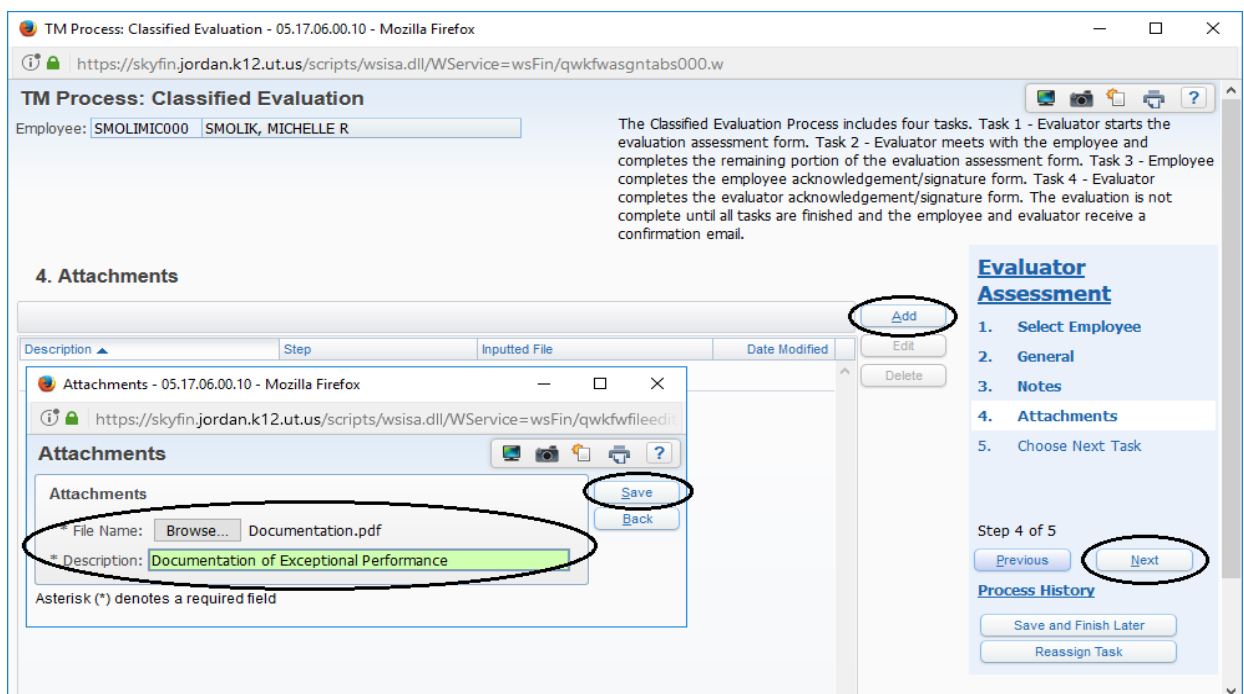 TM Process: Classified Evaluation - 05.17.06.00.10 - Mozilla Firefox
https://skyfin.jordan.k12.ut.us/scripts/wsisa.dll/WService=wsFin/qwkfwasgntabs000.w
TM Process: Classified Evaluation
?
Employee: SMOLIMIC000 SMOLIK, MICHELLE R
The Classified Evaluation Process includes four tasks. Task 1 - Evaluator starts the
evaluation assessment form. Task 2 - Evaluator meets with the employee and
completes the remaining portion of the evaluation assessment form. Task 3 - Employee
completes the employee acknowledgement/signature form. Task 4 - Evaluator
completes the evaluator acknowledgement/signature form. The evaluation is not
complete until all tasks are finished and the employee and evaluator receive a
confirmation email.
4. Attachments
Add
Edit
Delete
Description Step Inputted File Date Modified
Attachments - 05.17.06.00.10 - Mozilla Firefox
https://skyfin.jordan.k12.ut.us/scripts/wsisa.dll/WService=wsFin/qwkfwfileedit
Attachments
?
Attachments
* File Name: Browse... Documentation.pdf
* Description: Documentation of Exceptional Performance
Save
Back
Asterisk (*) denotes a required field
Evaluator
Assessment
1. Select Employee
2. General
3. Notes
4. Attachments
5. Choose Next Task
Step 4 of 5
Previous Next
Process History
Save and Finish Later
Reassign Task